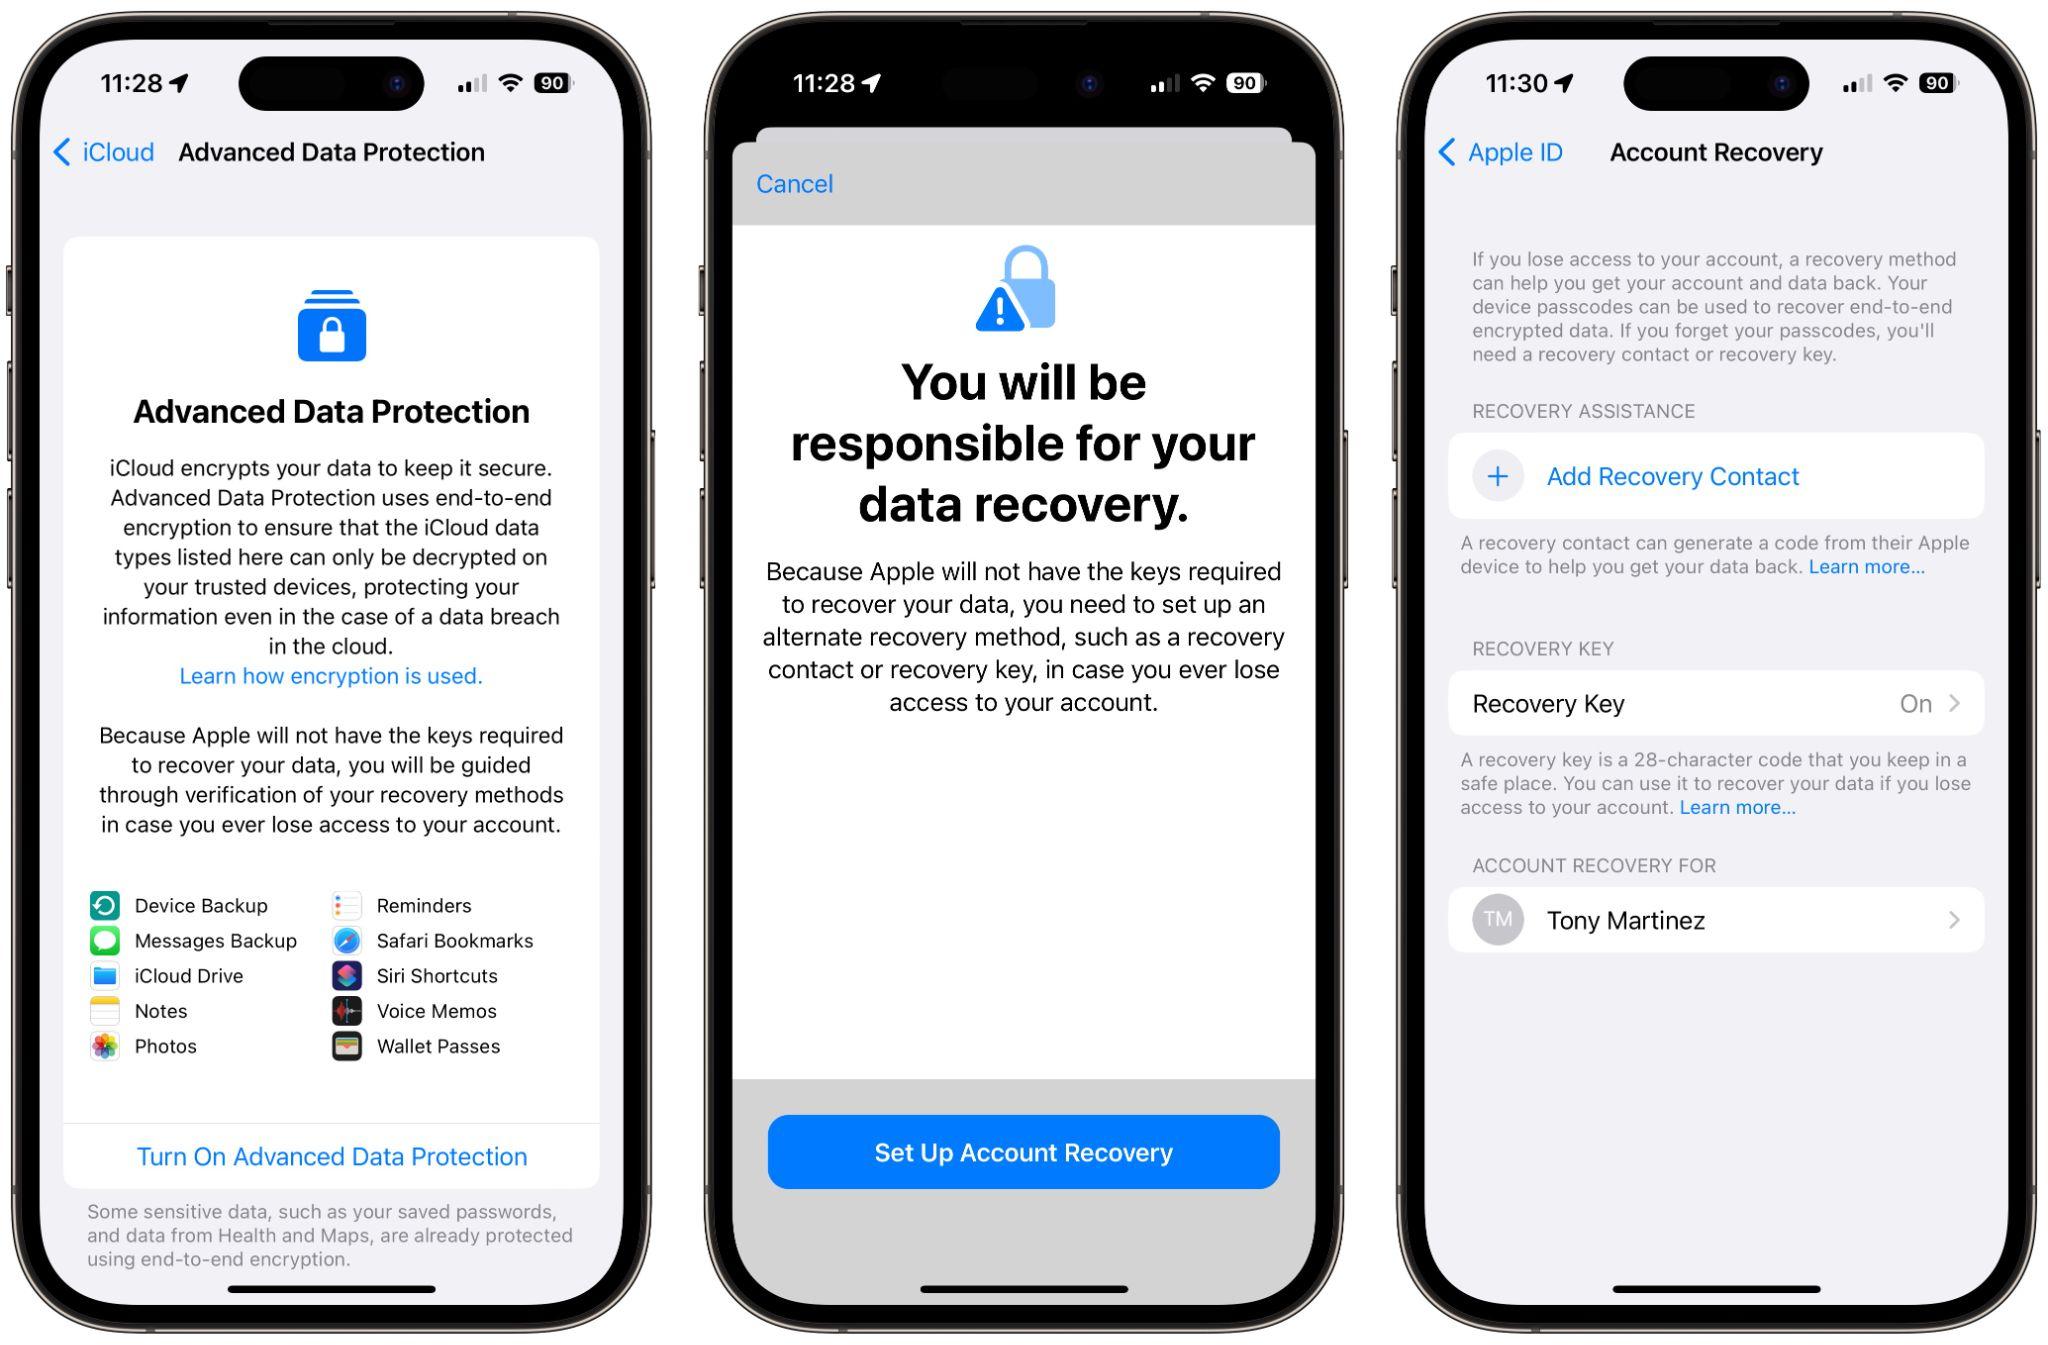 11:28
90
iCloud
Advanced Data Protection
Advanced Data Protection
iCloud encrypts your data to keep it secure.
Advanced Data Protection uses end-to-end
encryption to ensure that the iCloud data
types listed here can only be decrypted on
your trusted devices, protecting your
information even in the case of a data breach
in the cloud.
Learn how encryption is used.
Because Apple will not have the keys required
to recover your data, you will be guided
through verification of your recovery methods
in case you ever lose access to your account.
Device Backup
Messages Backup
iCloud Drive
Notes
Photos
Reminders
Safari Bookmarks
Siri Shortcuts
Voice Memos
Wallet Passes
Turn On Advanced Data Protection
Some sensitive data, such as your saved passwords,
and data from Health and Maps, are already protected
using end-to-end encryption.
11:28
90
Cancel
You will be
responsible for your
data recovery.
Because Apple will not have the keys required
to recover your data, you need to set up an
alternate recovery method, such as a recovery
contact or recovery key, in case you ever lose
access to your account.
Set Up Account Recovery
11:30
90
Apple ID
Account Recovery
If you lose access to your account, a recovery method
can help you get your account and data back. Your
device passcodes can be used to recover end-to-end
encrypted data. If you forget your passcodes, you'll
need a recovery contact or recovery key.
RECOVERY ASSISTANCE
Add Recovery Contact
A recovery contact can generate a code from their Apple
device to help you get your data back. Learn more...
RECOVERY KEY
Recovery Key
On
A recovery key is a 28-character code that you keep in a
safe place. You can use it to recover your data if you lose
access to your account. Learn more...
ACCOUNT RECOVERY FOR
TM
Tony Martinez